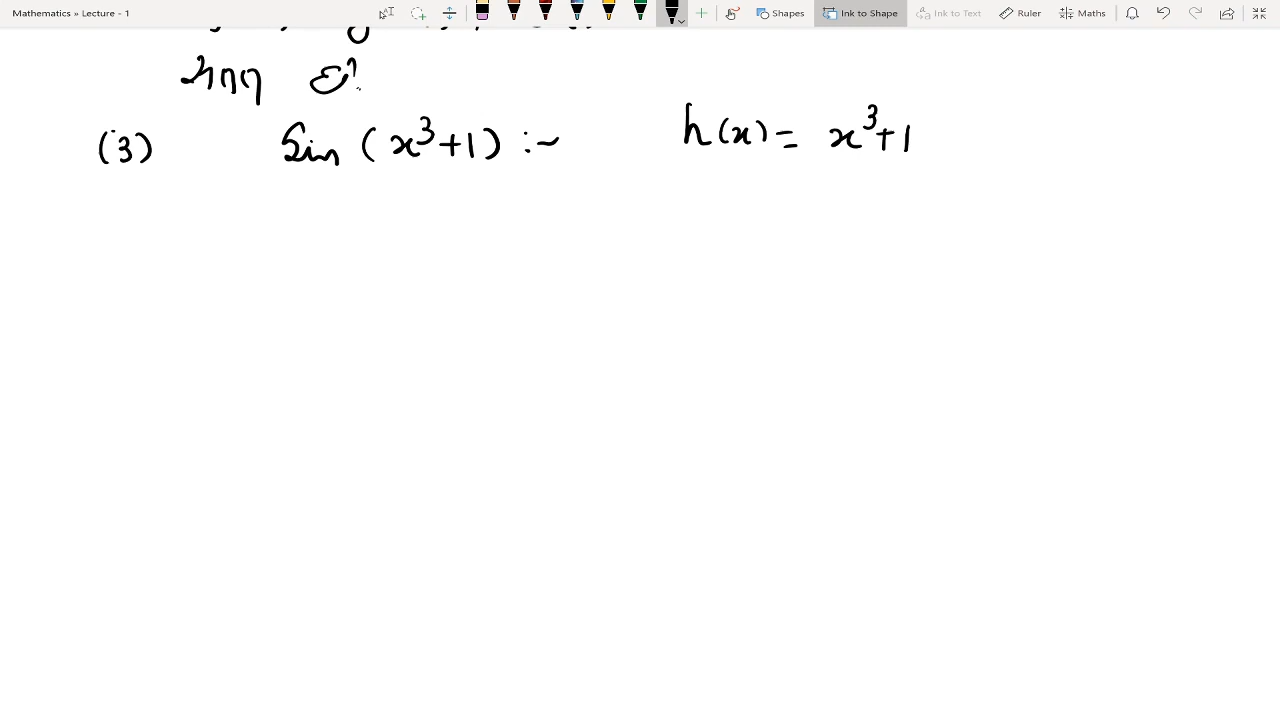 Mathematics » Lecture - 1
Shapes Ink to Shape Ink to Text Ruler Maths
(3) Sin (x³+1) :~ h(x) = x³+1